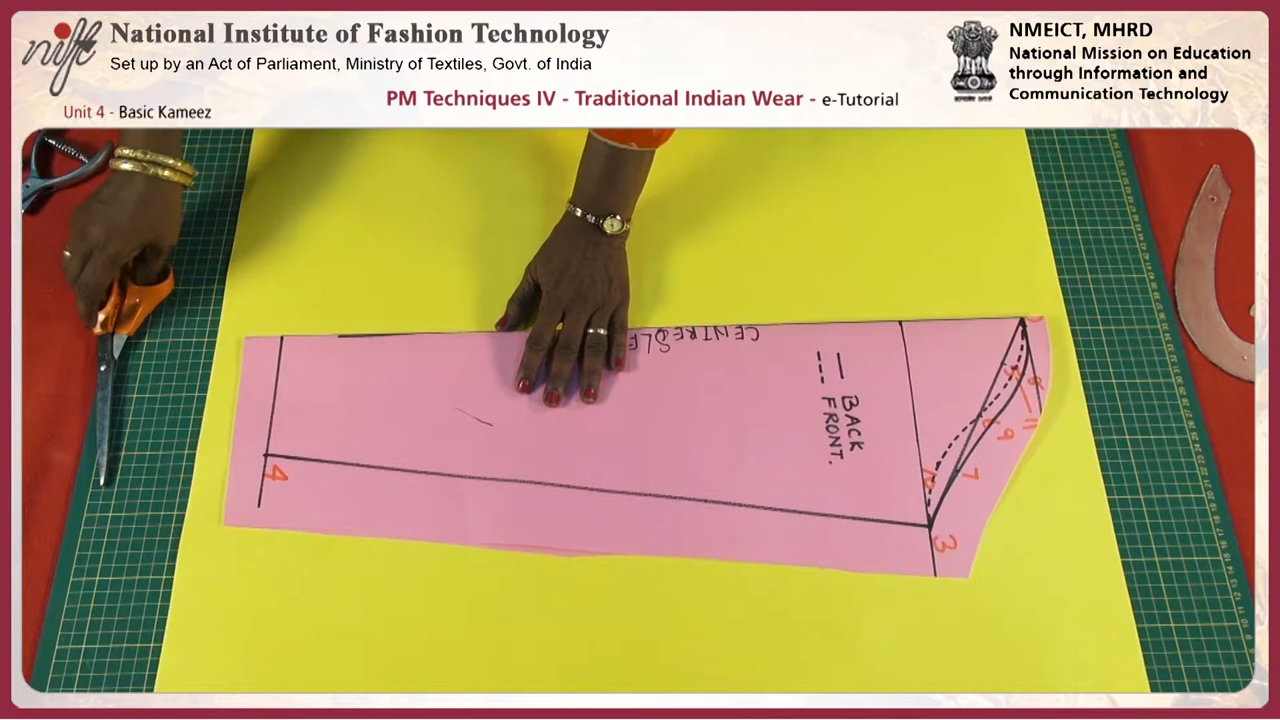 nift
National Institute of Fashion Technology
Set up by an Act of Parliament, Ministry of Textiles, Govt. of India
Unit 4 - Basic Kameez
PM Techniques IV - Traditional Indian Wear - e-Tutorial
NMEICT, MHRD
National Mission on Education
through Information and
Communication Technology
BACK
FRONT.
4
3
7
9
11
8